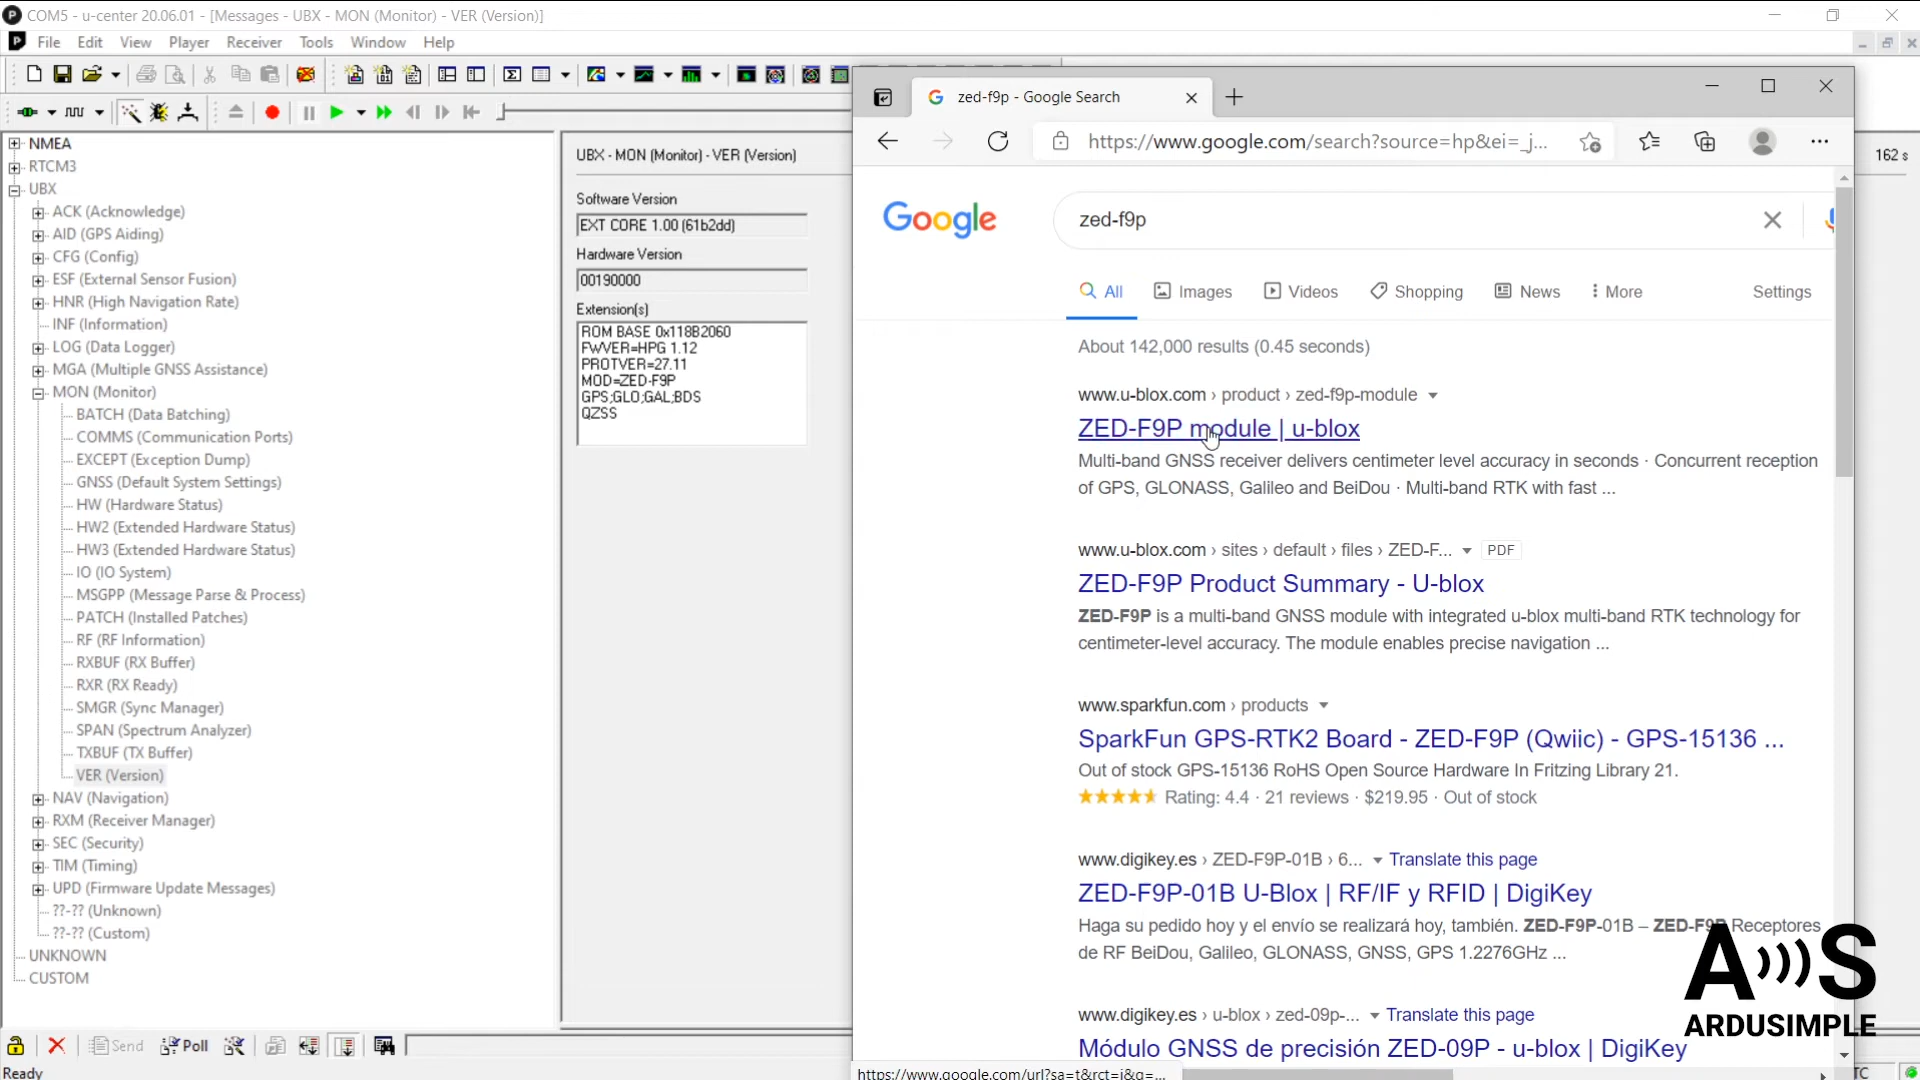 COM5 - u-center 20.06.01 - [Messages - UBX - MON (Monitor) - VER (Version)]
File Edit View Player Receiver Tools Window Help
NMEA
RTCM3
UBX
ACK (Acknowledge)
AID (GPS Aiding)
CFG (Config)
ESF (External Sensor Fusion)
HNR (High Navigation Rate)
INF (Information)
LOG (Data Logger)
MGA (Multiple GNSS Assistance)
MON (Monitor)
BATCH (Data Batching)
COMMS (Communication Ports)
EXCEPT (Exception Dump)
GNSS (Default System Settings)
HW (Hardware Status)
HW2 (Extended Hardware Status)
HW3 (Extended Hardware Status)
IO (IO System)
MSGPP (Message Parse & Process)
PATCH (Installed Patches)
RF (RF Information)
RXBUF (RX Buffer)
RXR (RX Ready)
SMGR (Sync Manager)
SPAN (Spectrum Analyzer)
TXBUF (TX Buffer)
VER (Version)
NAV (Navigation)
RXM (Receiver Manager)
SEC (Security)
TIM (Timing)
UPD (Firmware Update Messages)
??-?? (Unknown)
??-?? (Custom)
UNKNOWN
CUSTOM
Send Poll
Ready
UBX - MON (Monitor) - VER (Version)
Software Version
EXT CORE 1.00 (61b2dd)
Hardware Version
00190000
Extension(s)
ROM BASE 0x118B2060
FWVER=HPG 1.12
PROTVER=27.11
MOD=ZED-F9P
GPS;GLO;GAL;BDS
QZSS
162 s
zed-f9p - Google Search
https://www.google.com/search?source=hp&ei=_j...
Google
zed-f9p
All Images Videos Shopping News More Settings
About 142,000 results (0.45 seconds)
www.u-blox.com › product › zed-f9p-module
ZED-F9P module | u-blox
Multi-band GNSS receiver delivers centimeter level accuracy in seconds · Concurrent reception
of GPS, GLONASS, Galileo and BeiDou · Multi-band RTK with fast ...
www.u-blox.com › sites › default › files › ZED-F... PDF
ZED-F9P Product Summary - U-blox
ZED-F9P is a multi-band GNSS module with integrated u-blox multi-band RTK technology for
centimeter-level accuracy. The module enables precise navigation ...
www.sparkfun.com › products
SparkFun GPS-RTK2 Board - ZED-F9P (Qwiic) - GPS-15136 ...
Out of stock GPS-15136 RoHS Open Source Hardware In Fritzing Library 21.
Rating: 4.4 · 21 reviews · $219.95 · Out of stock
www.digikey.es › ZED-F9P-01B › 6... Translate this page
ZED-F9P-01B U-Blox | RF/IF y RFID | DigiKey
Haga su pedido hoy y el envío se realizará hoy, también. ZED-F9P-01B – ZED-F9P Receptores
de RF BeiDou, Galileo, GLONASS, GNSS, GPS 1.2276GHz ...
www.digikey.es › u-blox › zed-09p-... Translate this page
Módulo GNSS de precisión ZED-09P - u-blox | DigiKey
https://www.google.com/url?sa=t&rct=j&q=...
A S
ARDUSIMPLE
TC